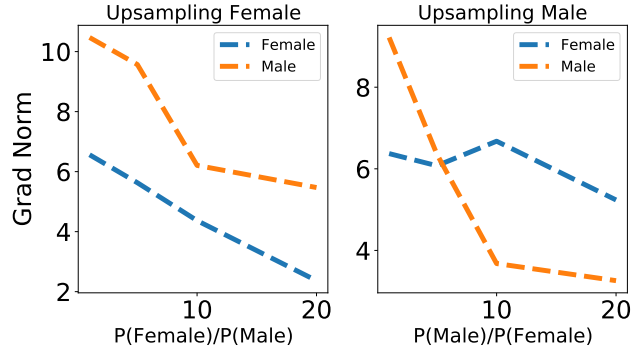 Upsampling Female
Grad Norm
10
8
6
4
2
Female
Male
10
20
P(Female)/P(Male)
Upsampling Male
8
6
4
Female
Male
10
20
P(Male)/P(Female)